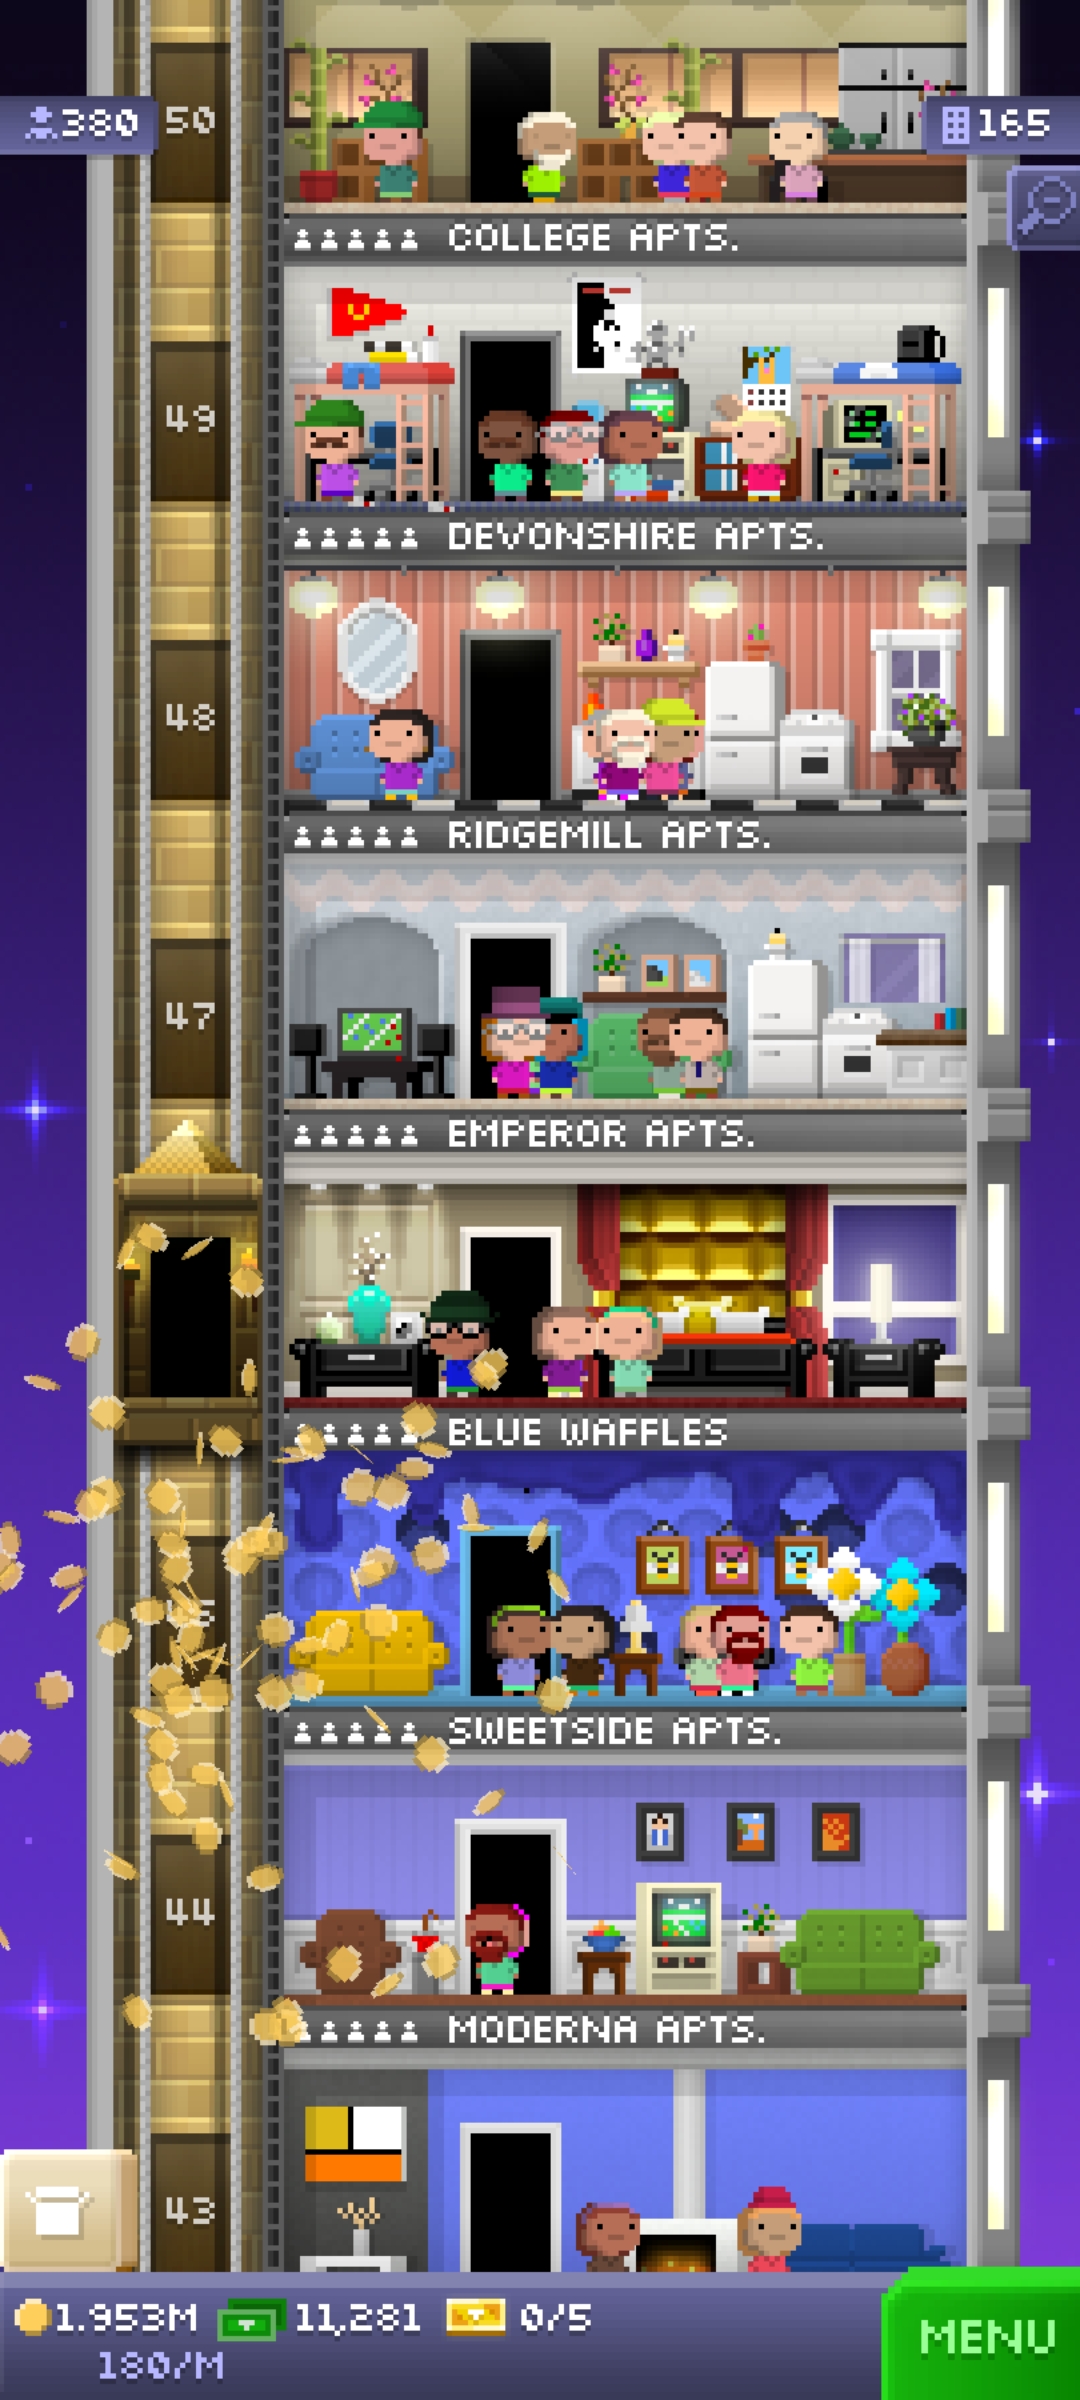 380
50
165
COLLEGE APTS.
49
DEVONSHIRE APTS.
48
RIDGEMILL APTS.
47
EMPEROR APTS.
BLUE WAFFLES
SWEETSIDE APTS.
44
MODERNA APTS.
43
1.953M
11,281
0/5
MENU
180/M